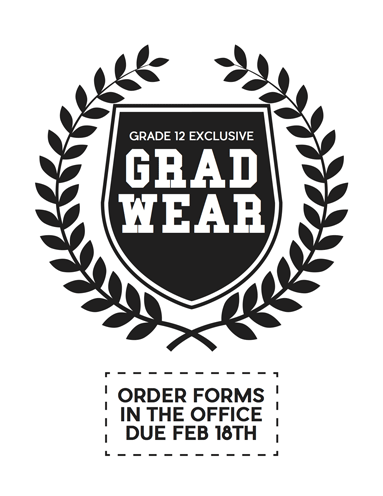 GRADE 12 EXCLUSIVE
GRAD
WEAR
ORDER FORMS
IN THE OFFICE
DUE FEB 18TH